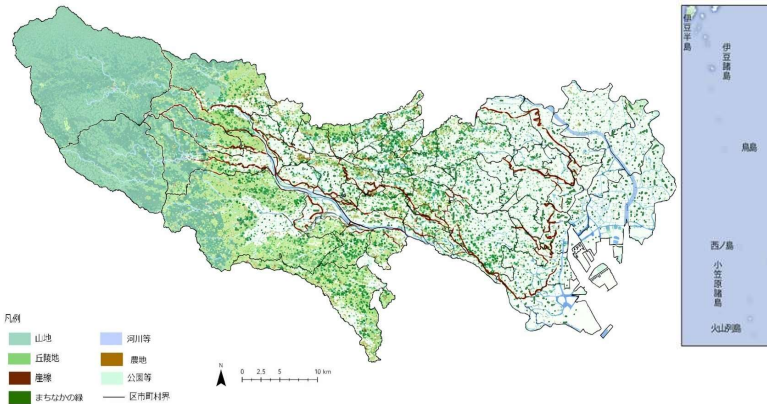 伊豆半島
伊豆諸島
鳥島
西ノ島
小笠原諸島
火山列島
凡例
山地
河川等
丘陵地
農地
崖線
公園等
まちなかの緑
区市町村界
N
0 2.5 5 10 km